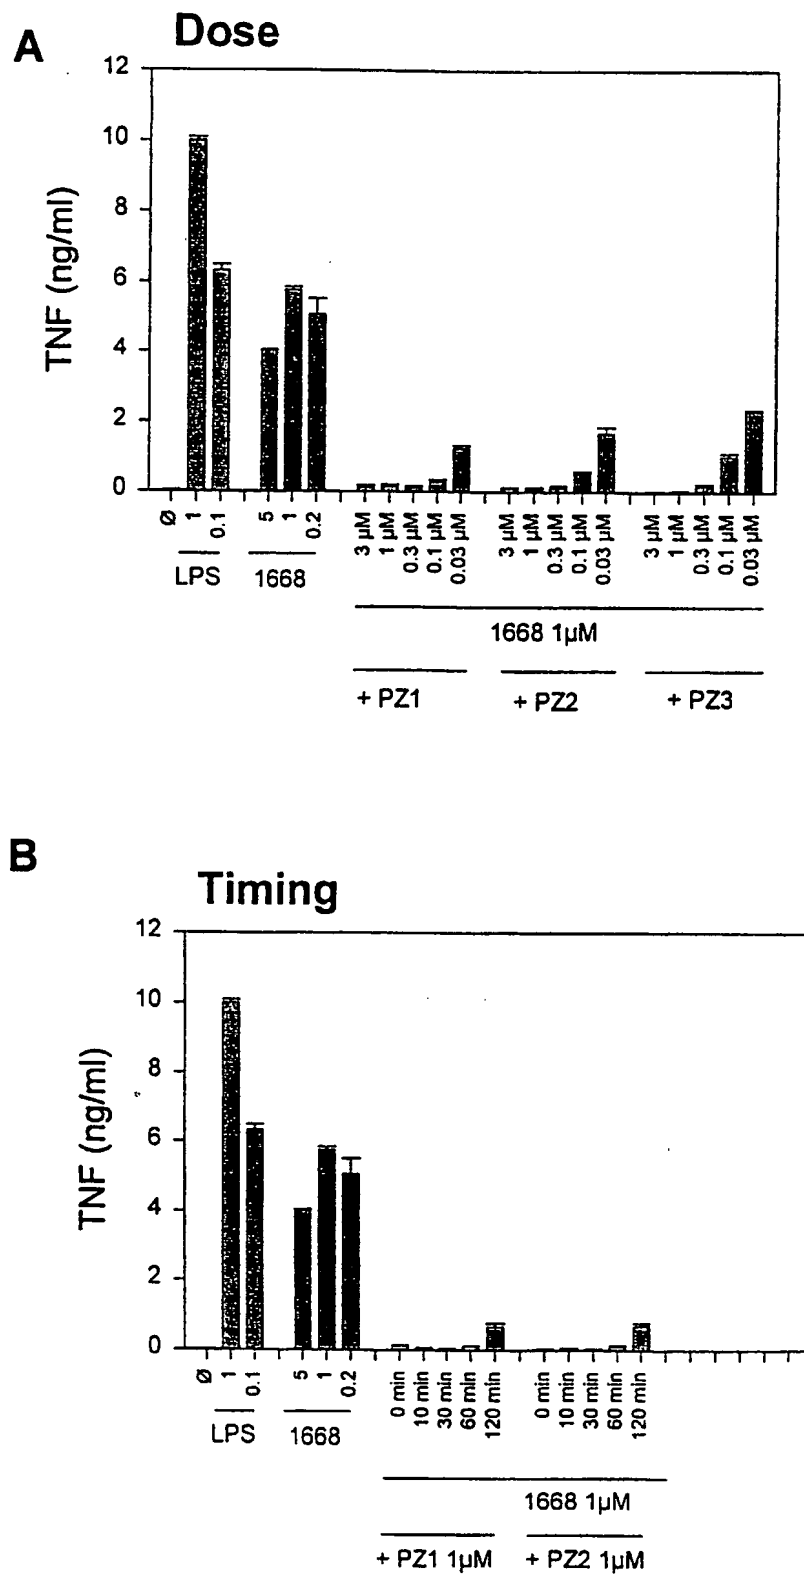 A
Dose
12
10
8
6
4
2
0
TNF (ng/ml)
Ø 1 0.1 5 1 0.2 3 µM 1 µM 0.3 µM 0.1 µM 0.03 µM 3 µM 1 µM 0.3 µM 0.1 µM 0.03 µM 3 µM 1 µM 0.3 µM 0.1 µM 0.03 µM
LPS 1668
1668 1µM
+ PZ1 + PZ2 + PZ3
B
Timing
12
10
8
6
4
2
0
TNF (ng/ml)
Ø 1 0.1 5 1 0.2 0 min 10 min 30 min 60 min 120 min 0 min 10 min 30 min 60 min 120 min
LPS 1668
1668 1µM
+ PZ1 1µM + PZ2 1µM